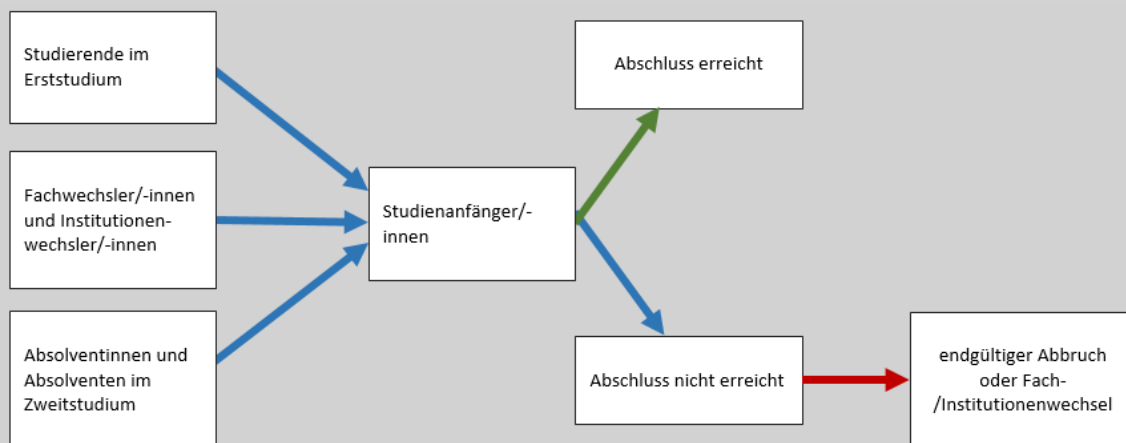 Studierende im
Erststudium
Fachwechsler/-innen
und Institutionen-
wechsler/-innen
Absolventinnen und
Absolventen im
Zweitstudium
Studienanfänger/-
innen
Abschluss erreicht
Abschluss nicht erreicht
endgültiger Abbruch
oder Fach-
/Institutionenwechsel